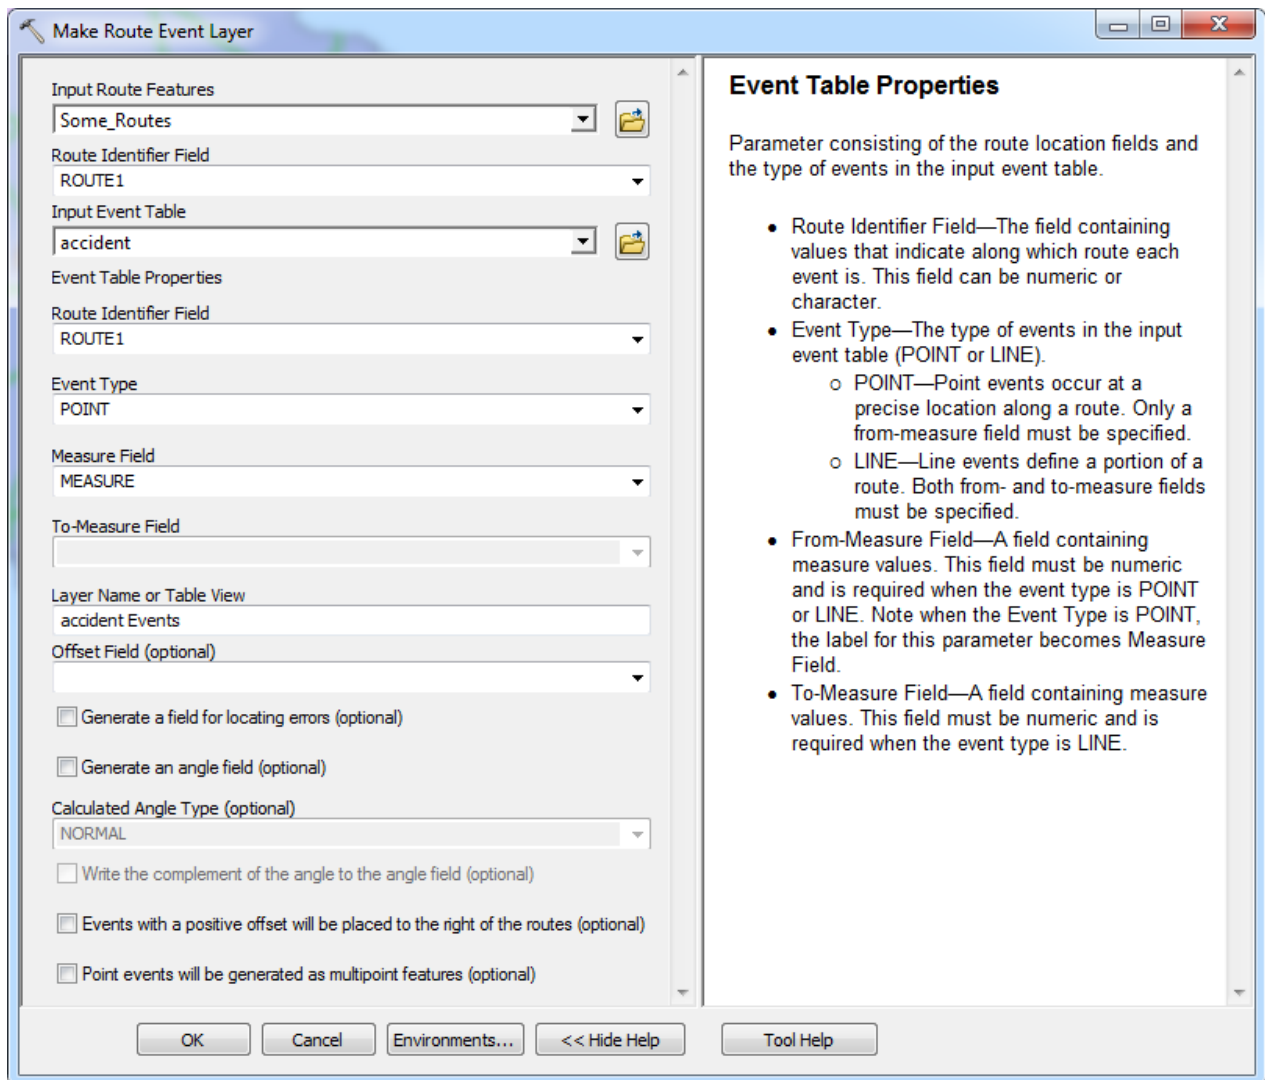 Make Route Event Layer
Input Route Features
Some_Routes
Route Identifier Field
ROUTE1
Input Event Table
accident
Event Table Properties
Route Identifier Field
ROUTE1
Event Type
POINT
Measure Field
MEASURE
To-Measure Field
Layer Name or Table View
accident Events
Offset Field (optional)
Generate a field for locating errors (optional)
Generate an angle field (optional)
Calculated Angle Type (optional)
NORMAL
Write the complement of the angle to the angle field (optional)
Events with a positive offset will be placed to the right of the routes (optional)
Point events will be generated as multipoint features (optional)
Event Table Properties
Parameter consisting of the route location fields and
the type of events in the input event table.
• Route Identifier Field—The field containing
values that indicate along which route each
event is. This field can be numeric or
character.
• Event Type—The type of events in the input
event table (POINT or LINE).
o POINT—Point events occur at a
precise location along a route. Only a
from-measure field must be specified.
o LINE—Line events define a portion of a
route. Both from- and to-measure fields
must be specified.
• From-Measure Field—A field containing
measure values. This field must be numeric
and is required when the event type is POINT
or LINE. Note when the Event Type is POINT,
the label for this parameter becomes Measure
Field.
• To-Measure Field—A field containing measure
values. This field must be numeric and is
required when the event type is LINE.
OK
Cancel
Environments...
<< Hide Help
Tool Help